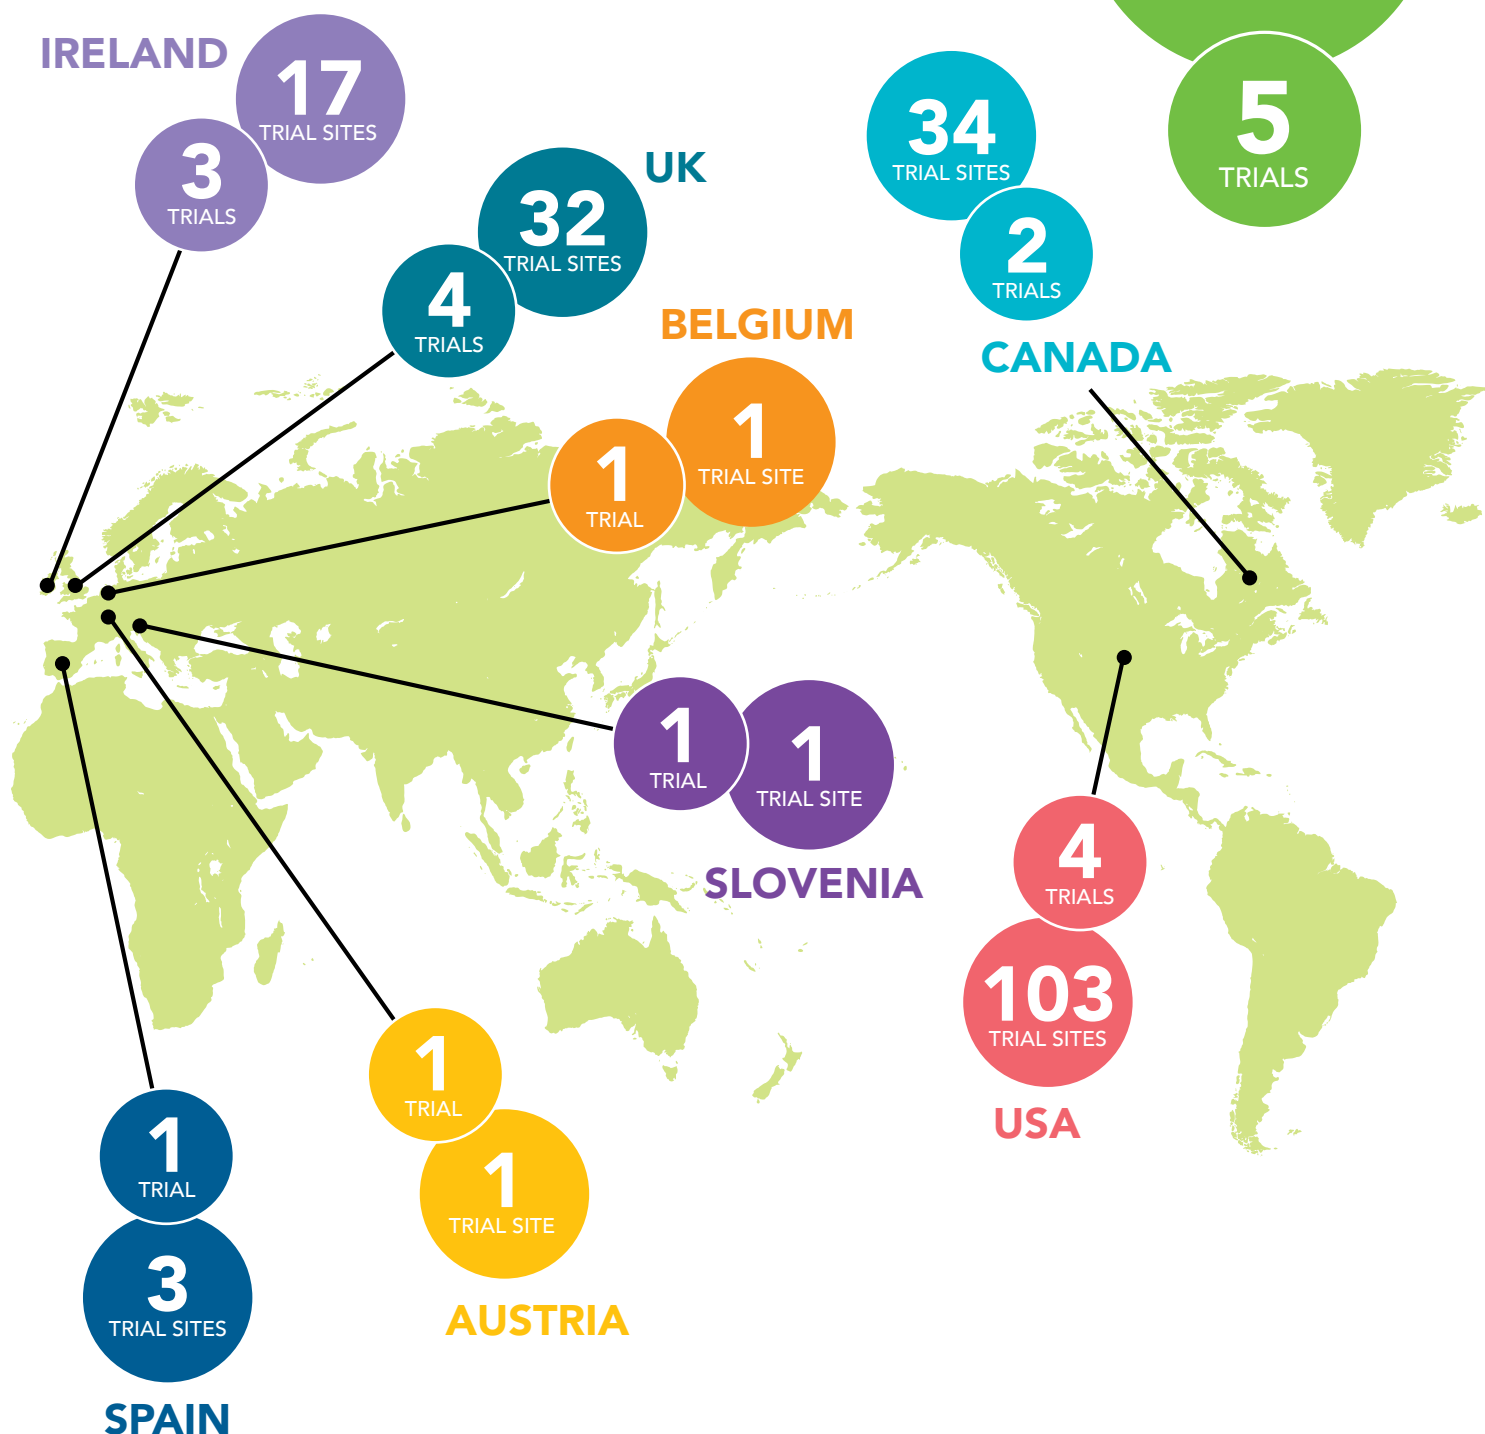 IRELAND
17
TRIAL SITES
3
TRIALS
UK
32
TRIAL SITES
4
TRIALS
34
TRIAL SITES
2
TRIALS
CANADA
5
TRIALS
BELGIUM
1
TRIAL SITE
1
TRIAL
1
TRIAL
1
TRIAL SITE
SLOVENIA
4
TRIALS
103
TRIAL SITES
USA
1
TRIAL
1
TRIAL SITE
AUSTRIA
1
TRIAL
3
TRIAL SITES
SPAIN